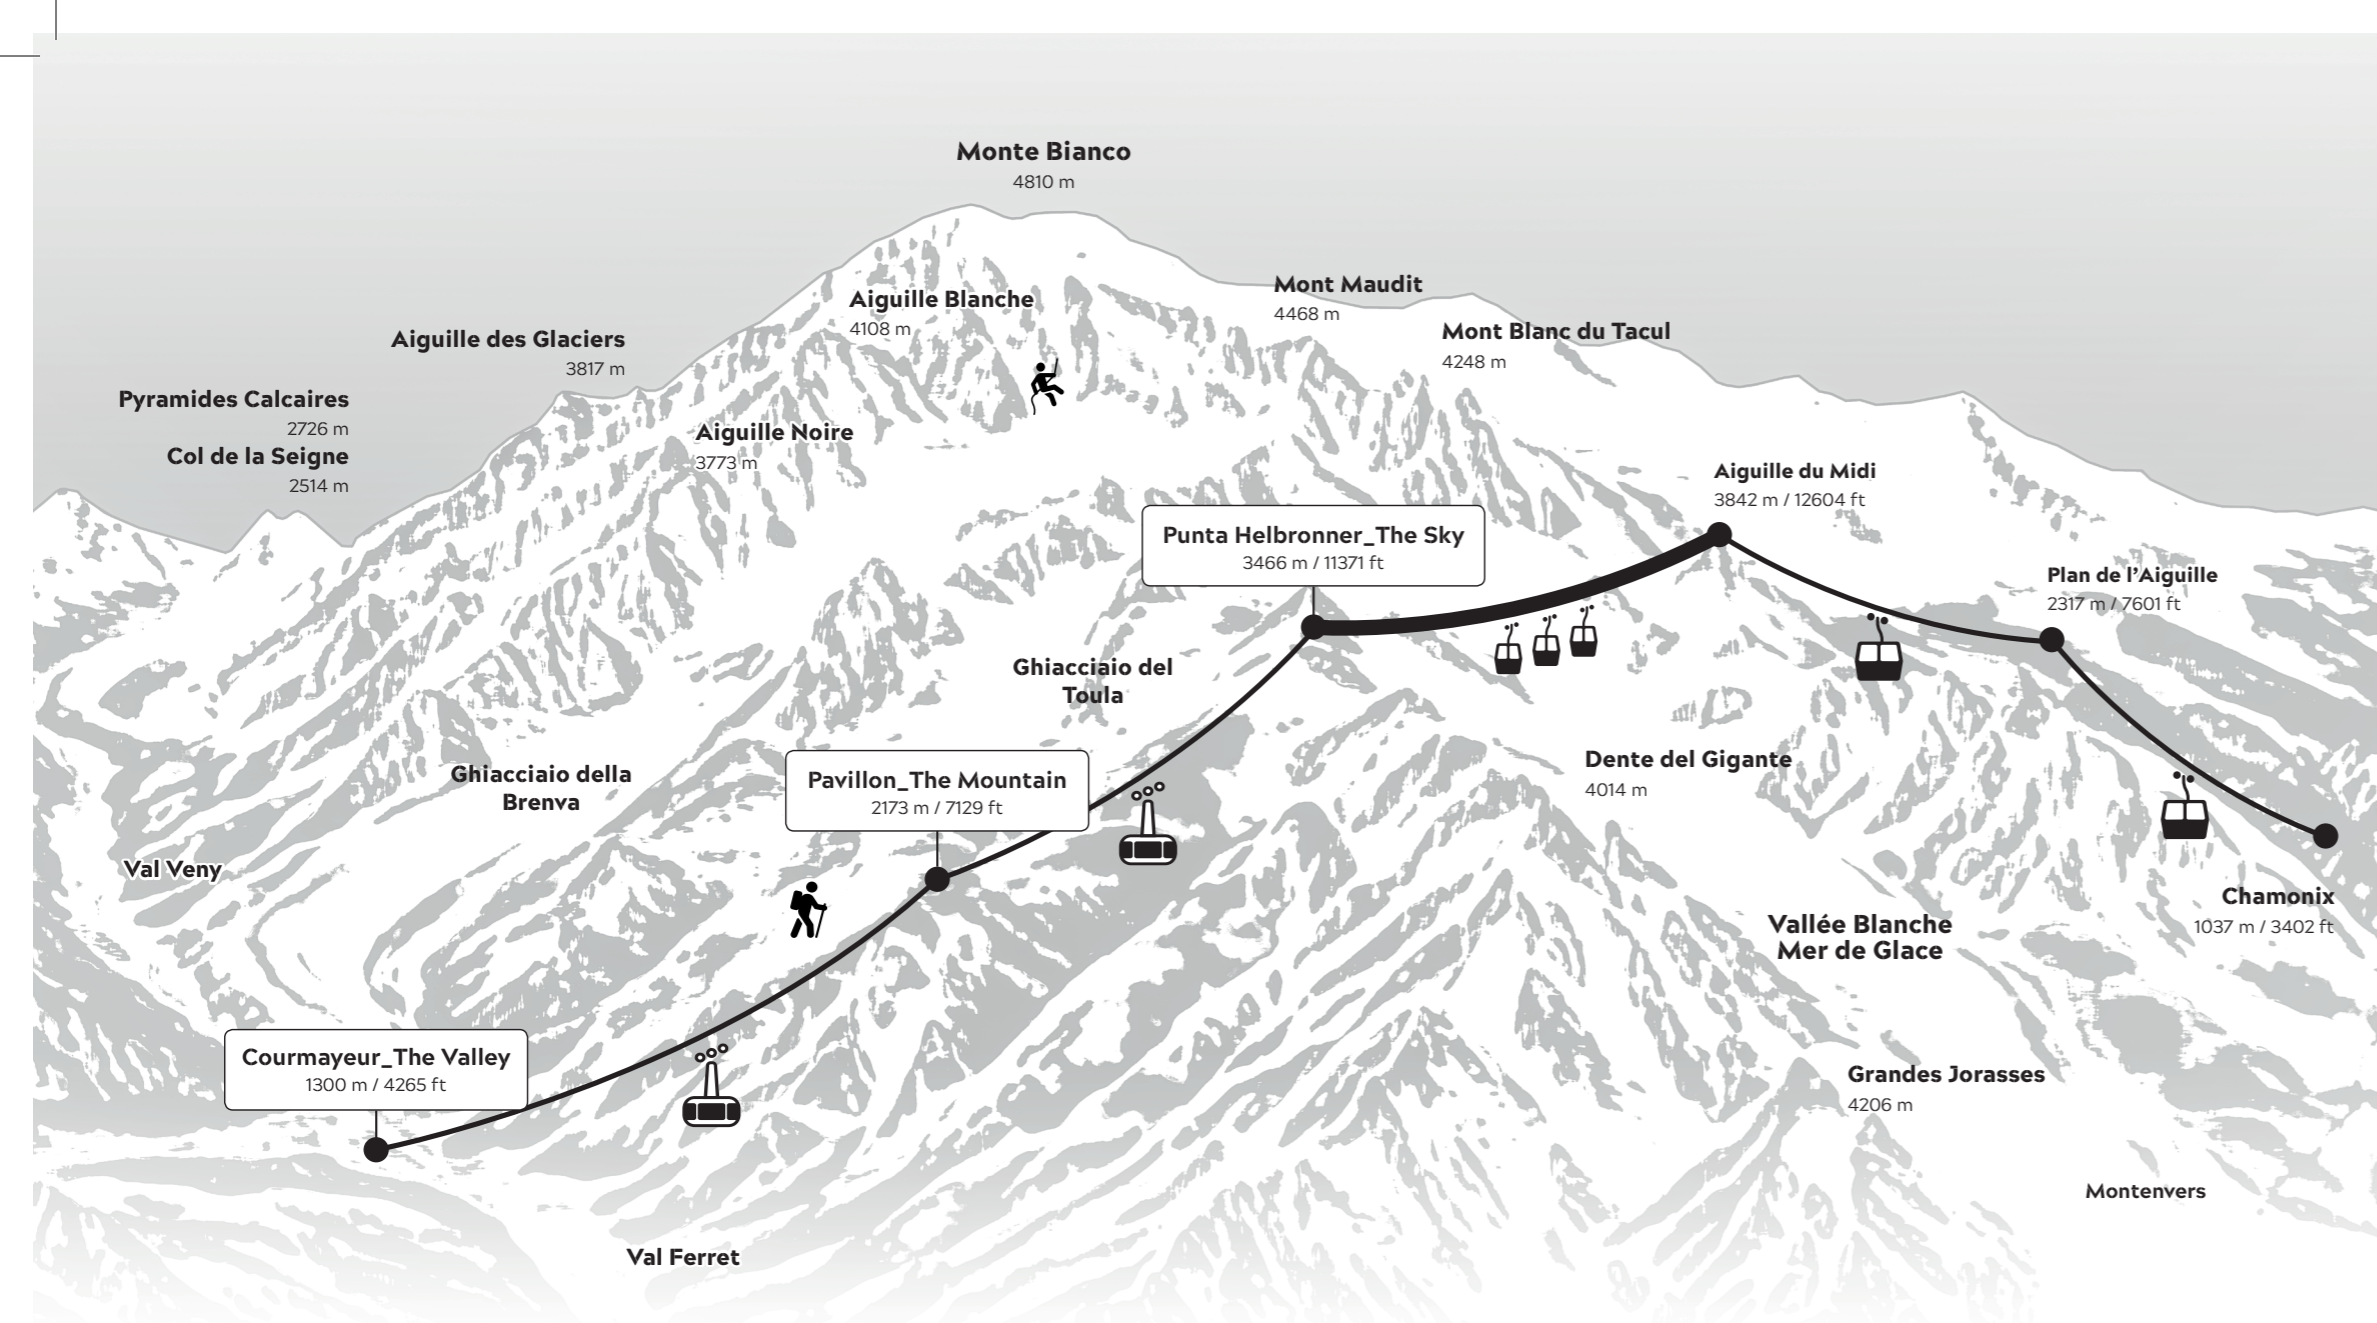 Monte Bianco
4810 m
Mont Maudit
4468 m
Aiguille Blanche
4108 m
Mont Blanc du Tacul
4248 m
Aiguille des Glaciers
3817 m
Pyramides Calcaires
2726 m
Col de la Seigne
2514 m
Aiguille Noire
3773 m
Aiguille du Midi
3842 m / 12604 ft
Punta Helbronner_The Sky
3466 m / 11371 ft
Plan de l'Aiguille
2317 m / 7601 ft
Ghiacciaio del
Toula
Dente del Gigante
4014 m
Ghiacciaio della
Brenva
Pavillon_The Mountain
2173 m / 7129 ft
Val Veny
Chamonix
1037 m / 3402 ft
Vallée Blanche
Mer de Glace
Courmayeur_The Valley
1300 m / 4265 ft
Grandes Jorasses
4206 m
Montenvers
Val Ferret